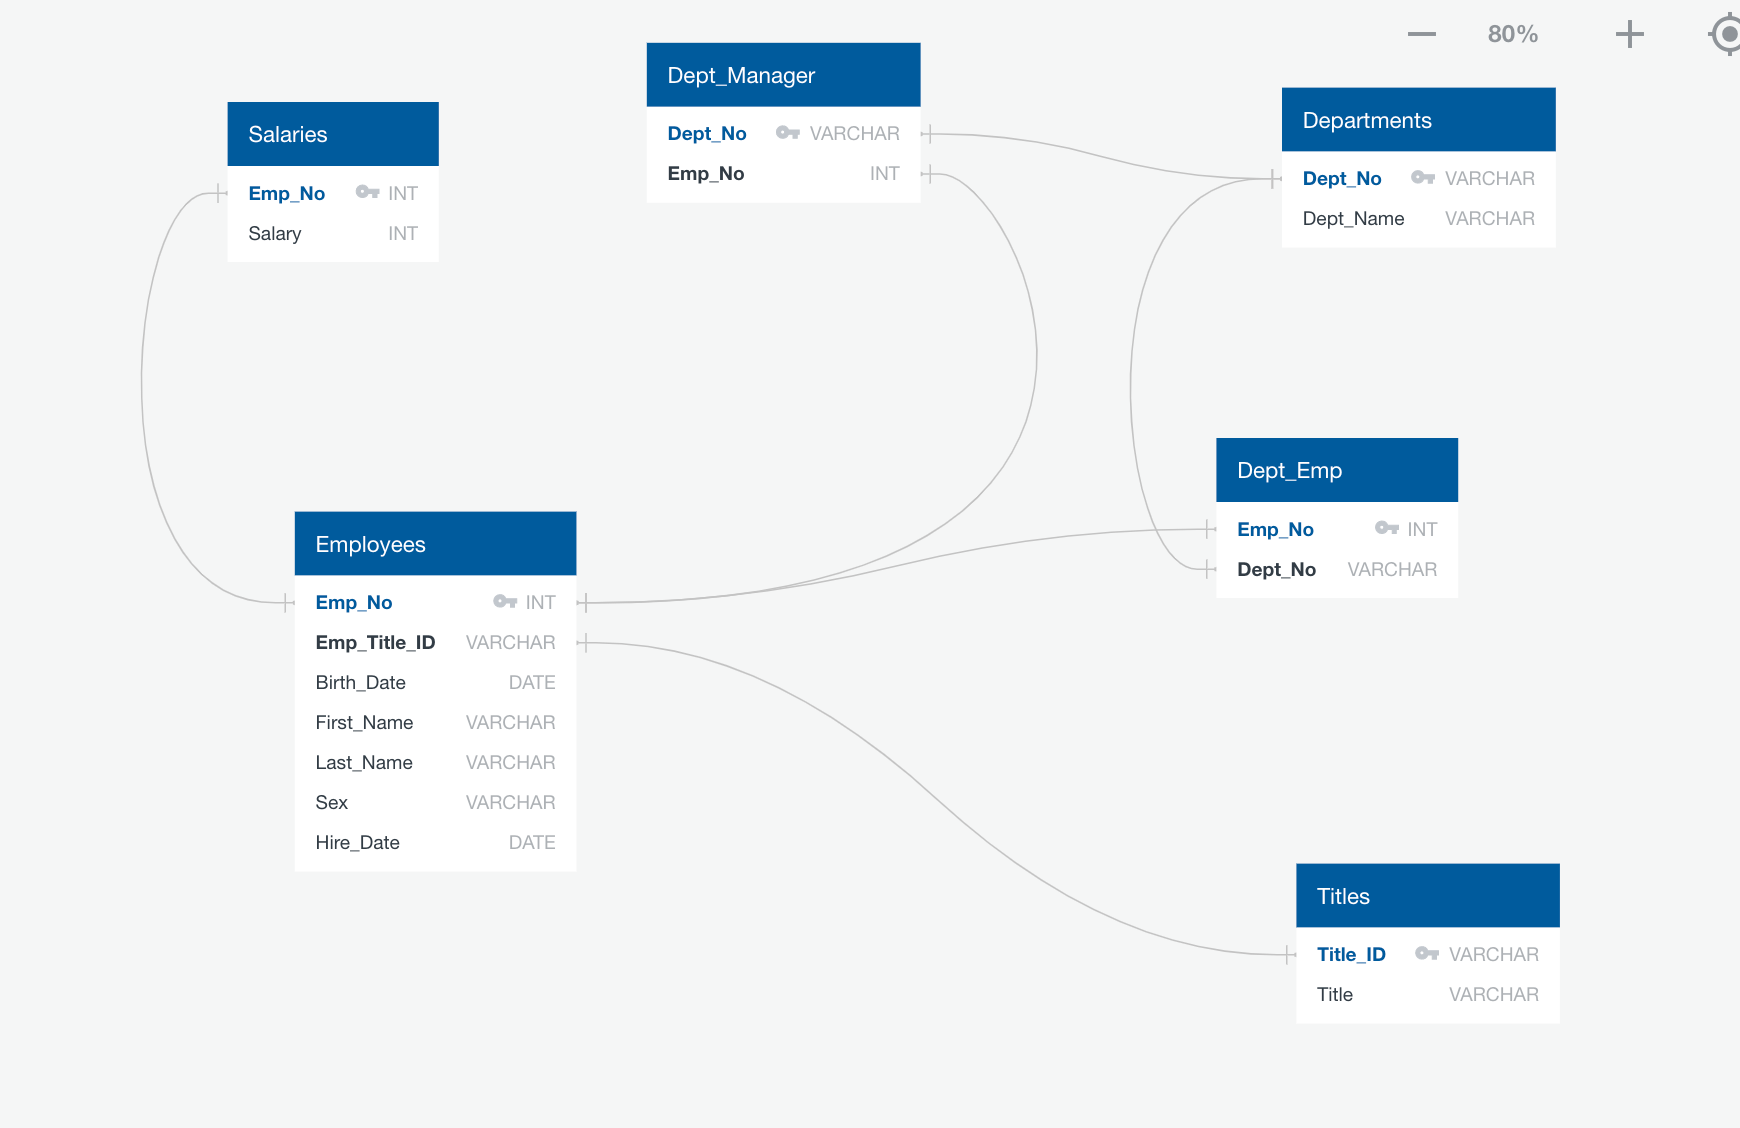 80%
Dept_Manager
Dept_No VARCHAR
Emp_No INT
Departments
Dept_No VARCHAR
Dept_Name VARCHAR
Salaries
Emp_No INT
Salary INT
Dept_Emp
Emp_No INT
Dept_No VARCHAR
Employees
Emp_No INT
Emp_Title_ID VARCHAR
Birth_Date DATE
First_Name VARCHAR
Last_Name VARCHAR
Sex VARCHAR
Hire_Date DATE
Titles
Title_ID VARCHAR
Title VARCHAR